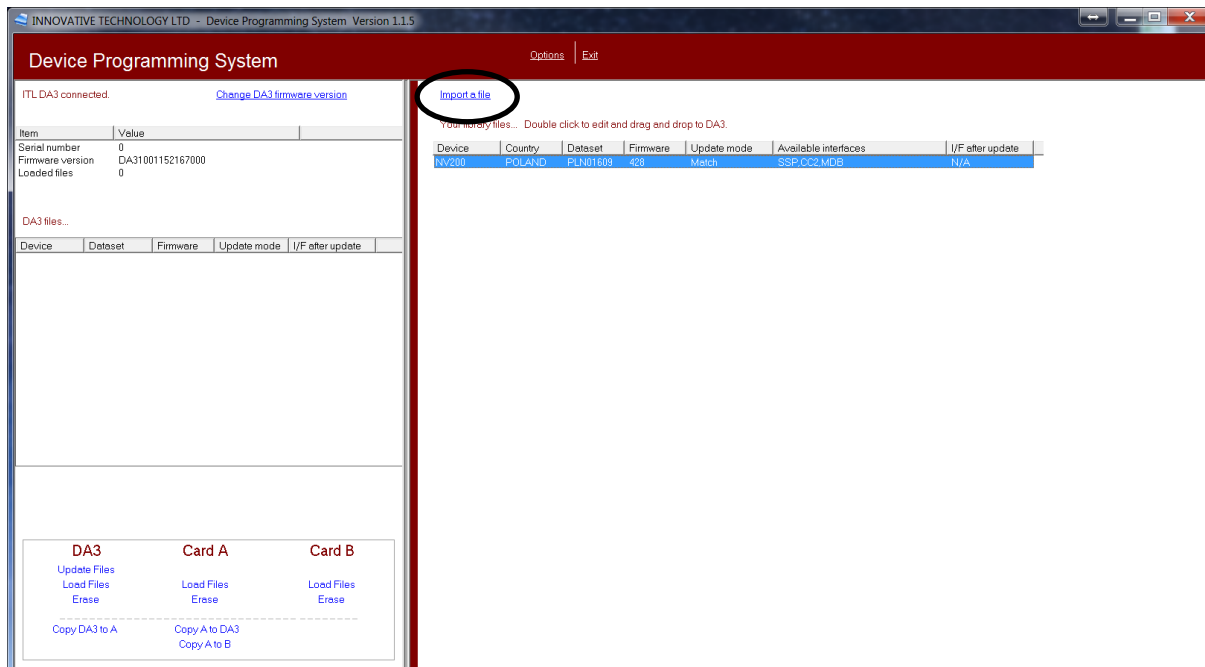 INNOVATIVE TECHNOLOGY LTD - Device Programming System Version 1.1.5
Device Programming System
Options Exit
ITL DA3 connected. Change DA3 firmware version
Item Value
Serial number 0
Firmware version DA31001152167000
Loaded files 0
DA3 files...
Device Dataset Firmware Update mode I/F after update
DA3 Card A Card B
Update Files
Load Files Load Files Load Files
Erase Erase Erase
Copy DA3 to A Copy A to DA3
Copy A to B
Import a file
Your library files... Double click to edit and drag and drop to DA3.
Device Country Dataset Firmware Update mode Available interfaces I/F after update
NV200 POLAND PLN01609 428 Match SSP,CC2,MDB N/A